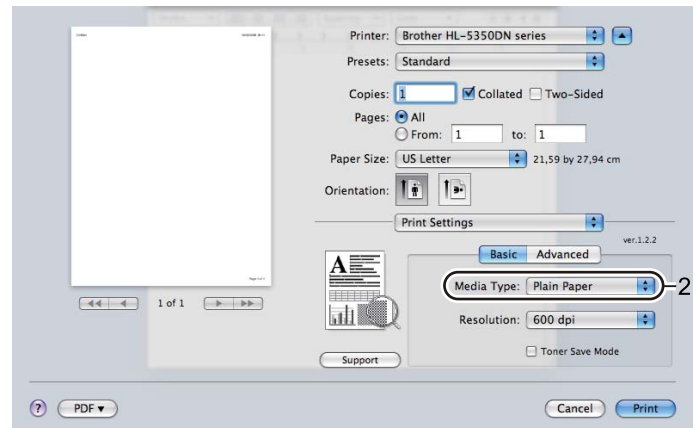 Printer: Brother HL-5350DN series
Presets: Standard
Copies: 1 Collated Two-Sided
Pages: All
From: 1 to: 1
Paper Size: US Letter 21,59 by 27,94 cm
Orientation:
Print Settings
ver.1.2.2
Basic Advanced
Media Type: Plain Paper 2
Resolution: 600 dpi
Toner Save Mode
A
Support
1 of 1
? PDF Cancel Print